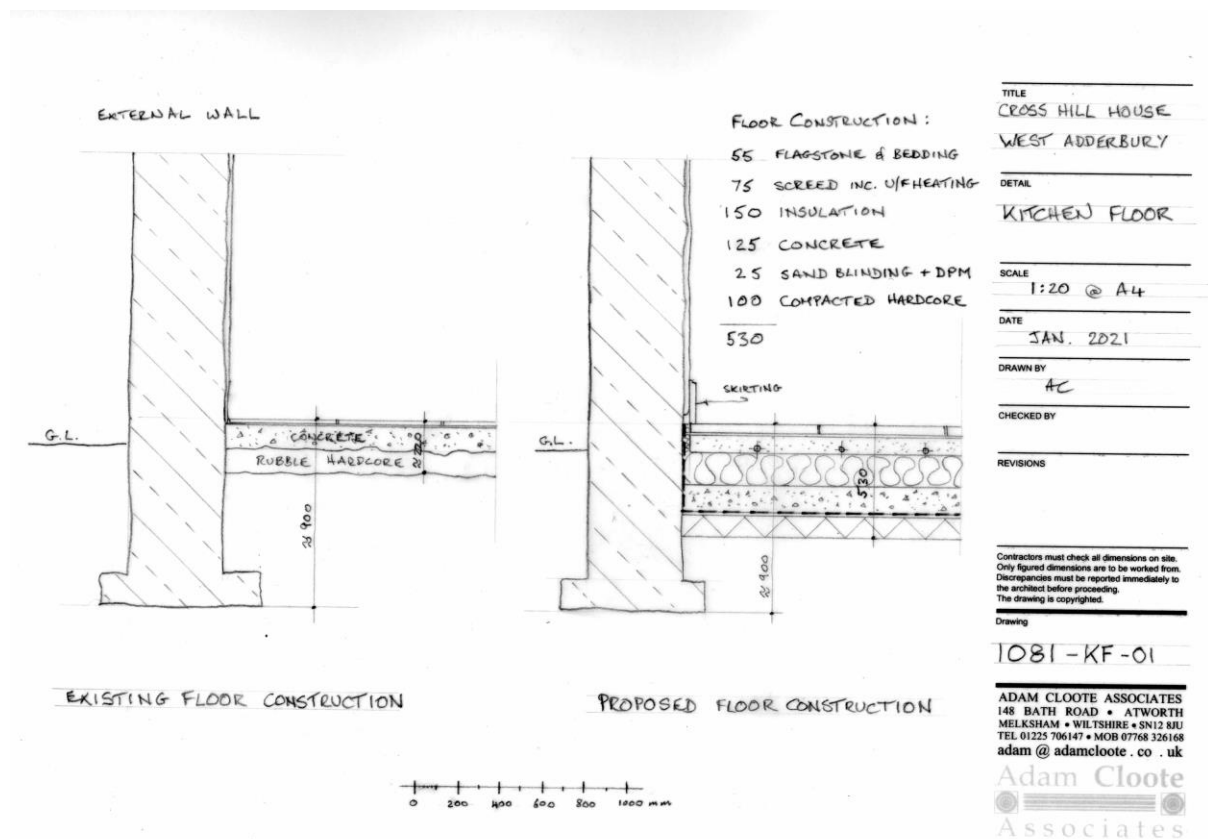 EXTERNAL WALL
G.L.
CONCRETE
RUBBLE HARDCORE
≈ 220
≈ 900
EXISTING FLOOR CONSTRUCTION
FLOOR CONSTRUCTION:
55 FLAGSTONE & BEDDING
75 SCREED INC. U/F HEATING
150 INSULATION
125 CONCRETE
25 SAND BLINDING + DPM
100 COMPACTED HARDCORE
530
SKIRTING
G.L.
530
≈ 900
PROPOSED FLOOR CONSTRUCTION
0 200 400 600 800 1000 mm
TITLE
CROSS HILL HOUSE
WEST ADDERBURY
DETAIL
KITCHEN FLOOR
SCALE
1:20 @ A4
DATE
JAN. 2021
DRAWN BY
AC
CHECKED BY
REVISIONS
Contractors must check all dimensions on site.
Only figured dimensions are to be worked from.
Discrepancies must be reported immediately to
the architect before proceeding.
The drawing is copyrighted.
Drawing
1081-KF-01
ADAM CLOOTE ASSOCIATES
148 BATH ROAD • ATWORTH
MELKSHAM • WILTSHIRE • SN12 8JU
TEL 01225 706147 • MOB 07768 326168
adam @ adamcloote . co . uk
Adam Cloote
Associates